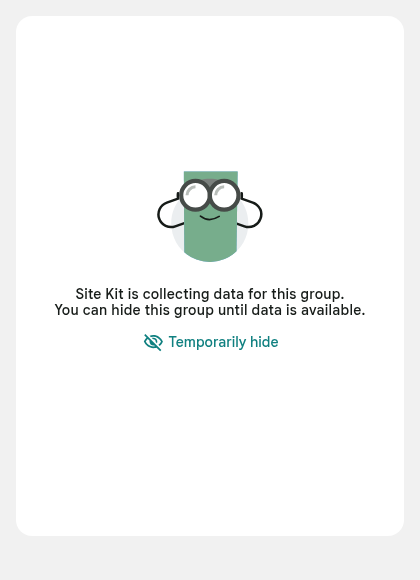 Site Kit is collecting data for this group.
You can hide this group until data is available.
Temporarily hide